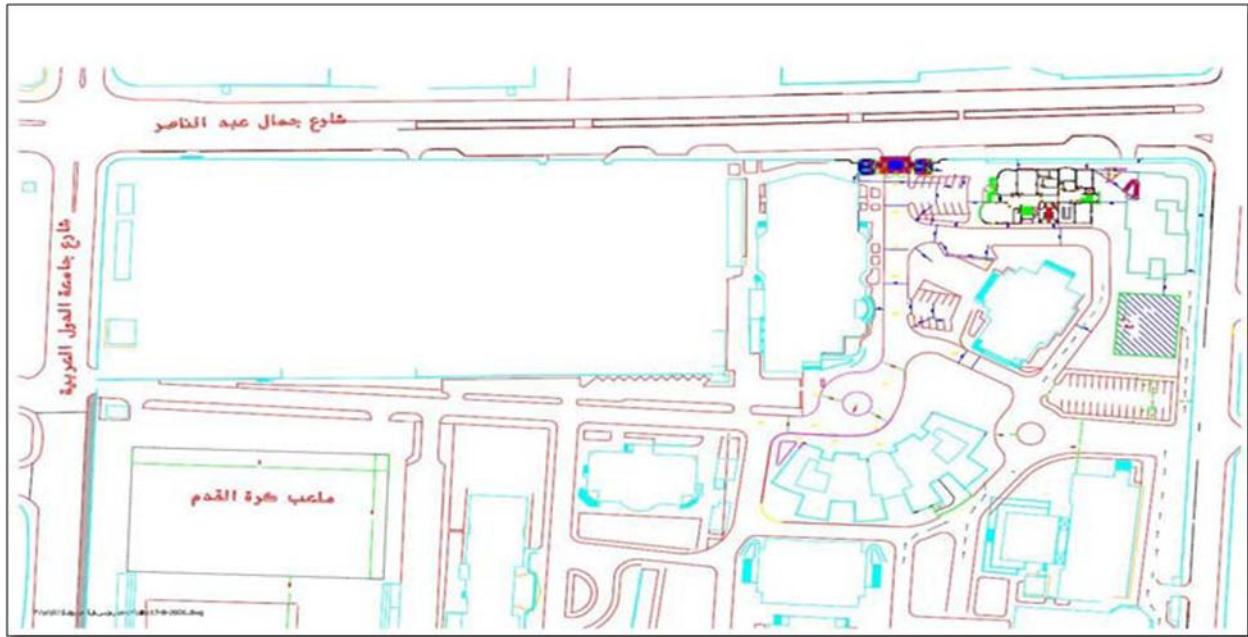 شارع جمال عبد الناصر
شارع جامعة الدول العربية
ملعب كرة القدم